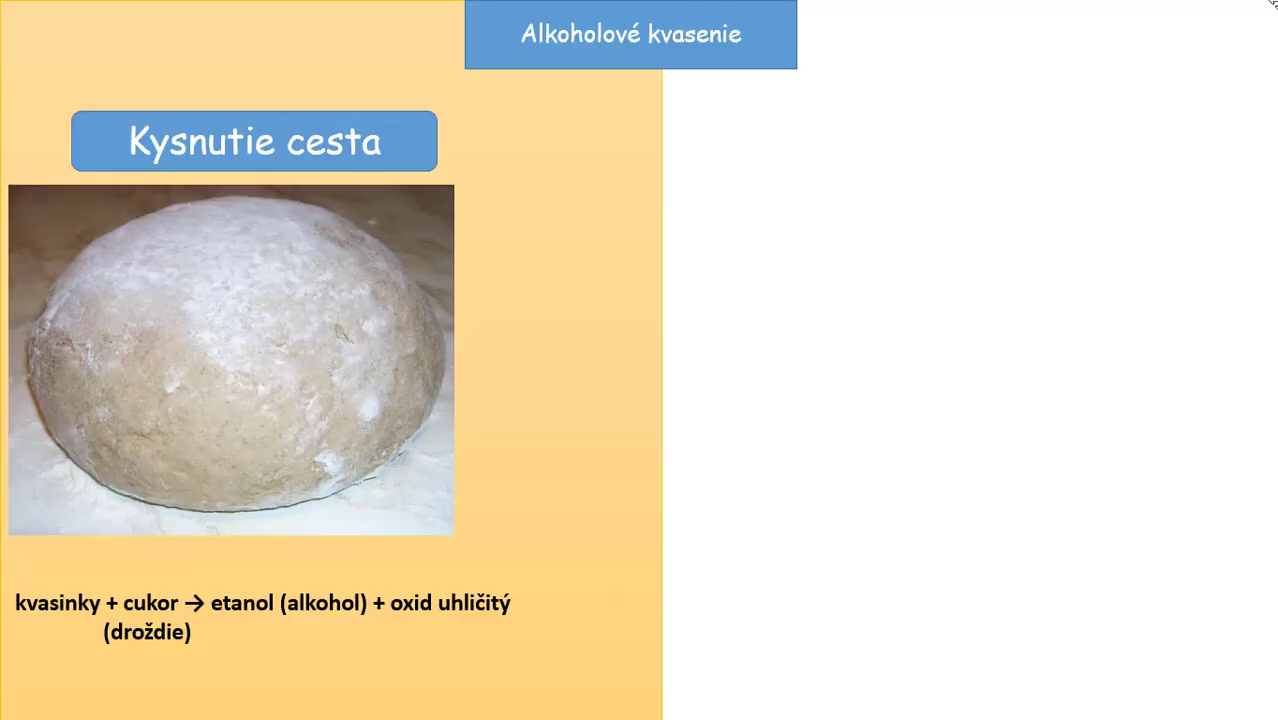 Alkoholové kvasenie
Kysnutie cesta
kvasinky + cukor → etanol (alkohol) + oxid uhličitý
(droždie)